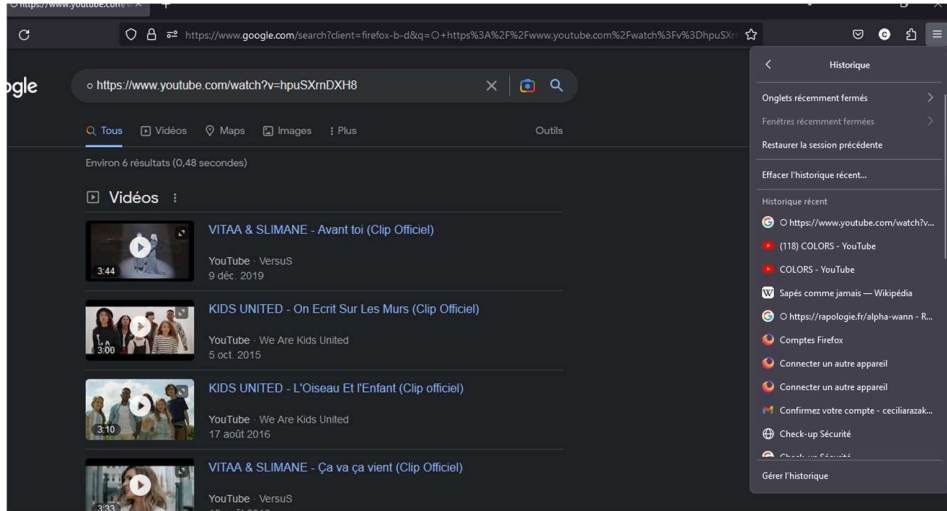 https://www.youtube.com/
https://www.google.com/search?client=firefox-b-d&q=O+https%3A%2F%2Fwww.youtube.com%2Fwatch%3Fv%3DhpuSXr
ogle
○ https://www.youtube.com/watch?v=hpuSXrnDXH8
Tous
Vidéos
Maps
Images
Plus
Outils
Environ 6 résultats (0,48 secondes)
Vidéos
VITAA & SLIMANE - Avant toi (Clip Officiel)
YouTube · VersuS
9 déc. 2019
3:44
KIDS UNITED - On Ecrit Sur Les Murs (Clip Officiel)
YouTube · We Are Kids United
5 oct. 2015
3:00
KIDS UNITED - L'Oiseau Et l'Enfant (Clip officiel)
YouTube · We Are Kids United
17 août 2016
3:10
VITAA & SLIMANE - Ça va ça vient (Clip Officiel)
YouTube · VersuS
3:33
Historique
Onglets récemment fermés
Fenêtres récemment fermées
Restaurer la session précédente
Effacer l'historique récent...
Historique récent
O https://www.youtube.com/watch?v...
(118) COLORS - YouTube
COLORS - YouTube
W Sapés comme jamais — Wikipédia
O https://rapologie.fr/alpha-wann - R...
Comptes Firefox
Connecter un autre appareil
Connecter un autre appareil
Confirmez votre compte - ceciliarazak...
Check-up Sécurité
Check-up Sécurité
Gérer l'historique